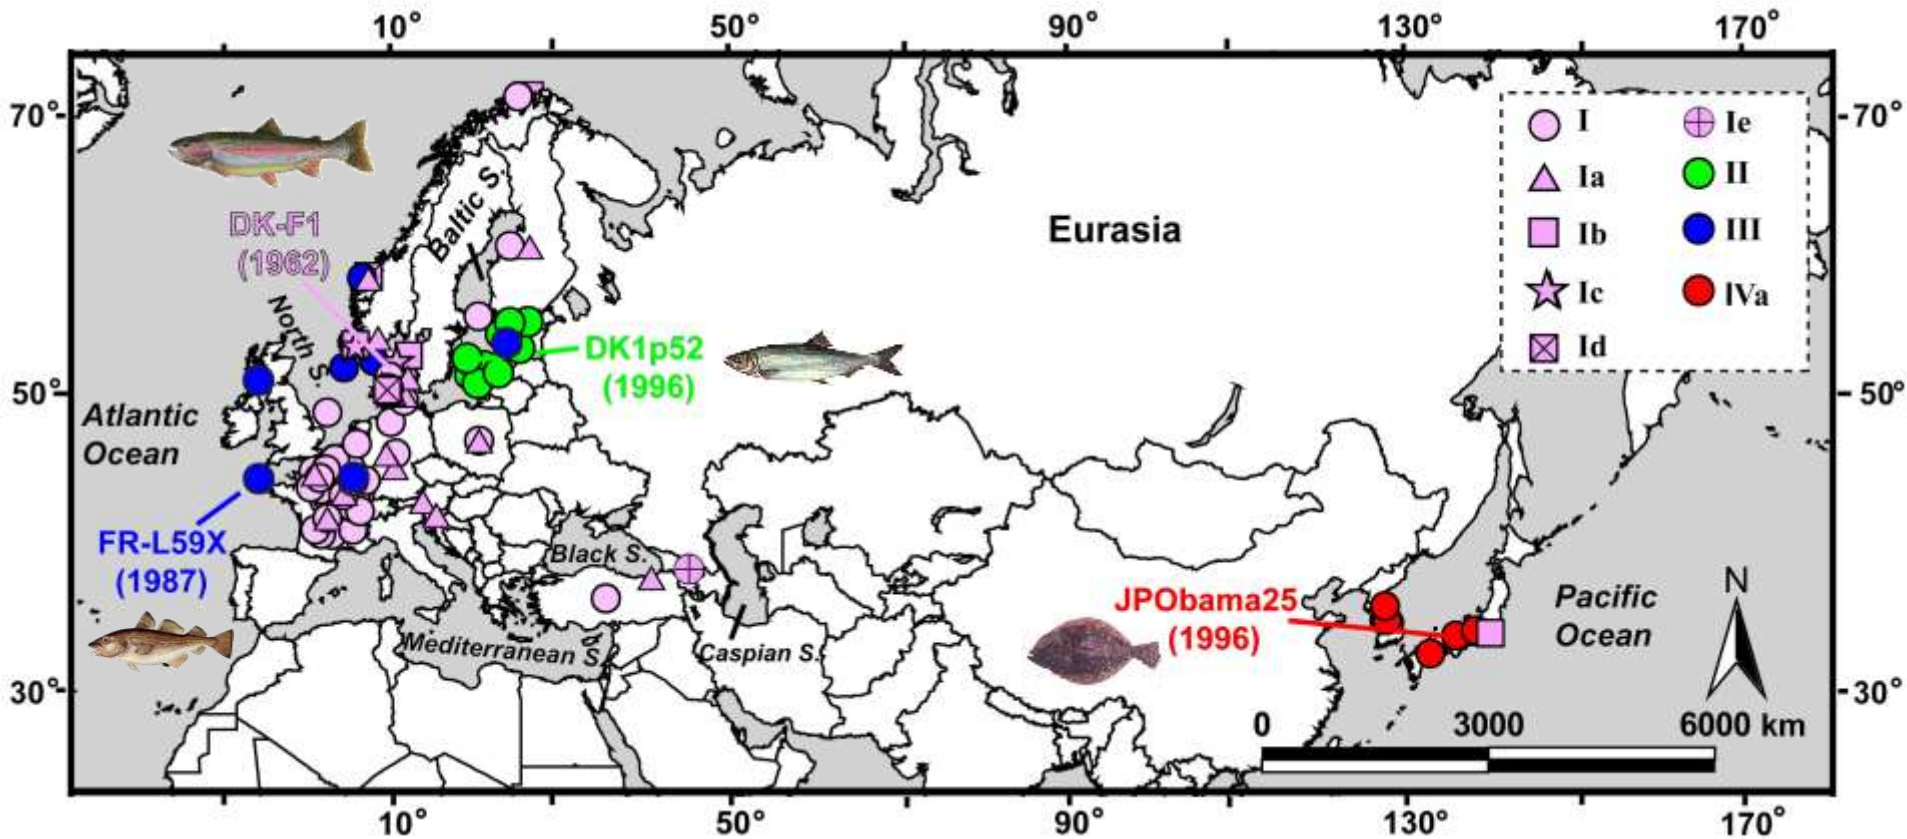 10° 50° 90° 130° 170°
70° 70°
I Ie
Ia II
Ib III
Ic IVa
Id
DK-F1
(1962)
Baltic S.
Eurasia
North S.
DK1p52
(1996)
50° 50°
Atlantic
Ocean
FR-L59X
(1987)
Black S.
JPObama25
(1996)
Pacific
Ocean
N
Mediterranean S.
Caspian S.
30° 30°
0 3000 6000 km
10° 50° 90° 130° 170°